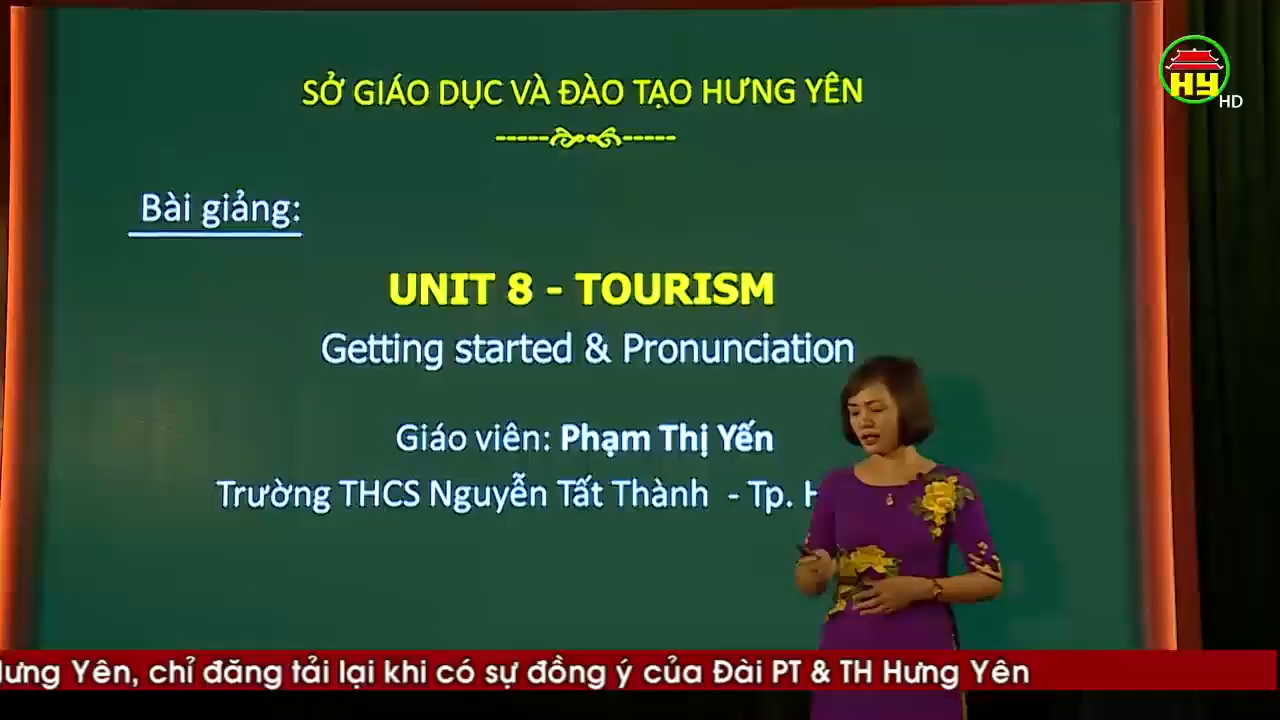 SỞ GIÁO DỤC VÀ ĐÀO TẠO HƯNG YÊN
HY
HD
Bài giảng:
UNIT 8 - TOURISM
Getting started & Pronunciation
Giáo viên: Phạm Thị Yến
Trường THCS Nguyễn Tất Thành - Tp.
Hưng Yên, chỉ đăng tải lại khi có sự đồng ý của Đài PT & TH Hưng Yên